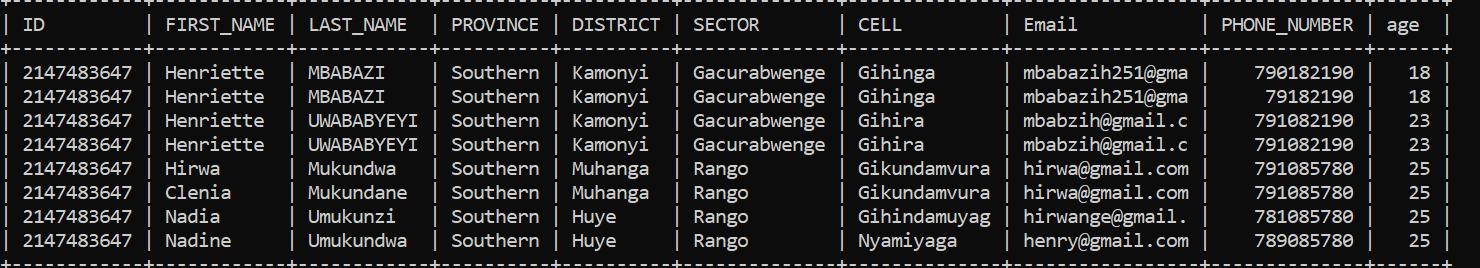 | ID | FIRST_NAME | LAST_NAME | PROVINCE | DISTRICT | SECTOR | CELL | Email | PHONE_NUMBER | age |
| 2147483647 | Henriette | MBABAZI | Southern | Kamonyi | Gacurabwenge | Gihinga | mbabazih251@gma | 790182190 | 18 |
| 2147483647 | Henriette | MBABAZI | Southern | Kamonyi | Gacurabwenge | Gihinga | mbabazih251@gma | 79182190 | 18 |
| 2147483647 | Henriette | UWABABYEYI | Southern | Kamonyi | Gacurabwenge | Gihira | mbabzih@gmail.c | 791082190 | 23 |
| 2147483647 | Henriette | UWABABYEYI | Southern | Kamonyi | Gacurabwenge | Gihira | mbabzih@gmail.c | 791082190 | 23 |
| 2147483647 | Hirwa | Mukundwa | Southern | Muhanga | Rango | Gikundamvura | hirwa@gmail.com | 791085780 | 25 |
| 2147483647 | Clenia | Mukundane | Southern | Muhanga | Rango | Gikundamvura | hirwa@gmail.com | 791085780 | 25 |
| 2147483647 | Nadia | Umukunzi | Southern | Huye | Rango | Gihindamuyag | hirwange@gmail. | 781085780 | 25 |
| 2147483647 | Nadine | Umukundwa | Southern | Huye | Rango | Nyamiyaga | henry@gmail.com | 789085780 | 25 |